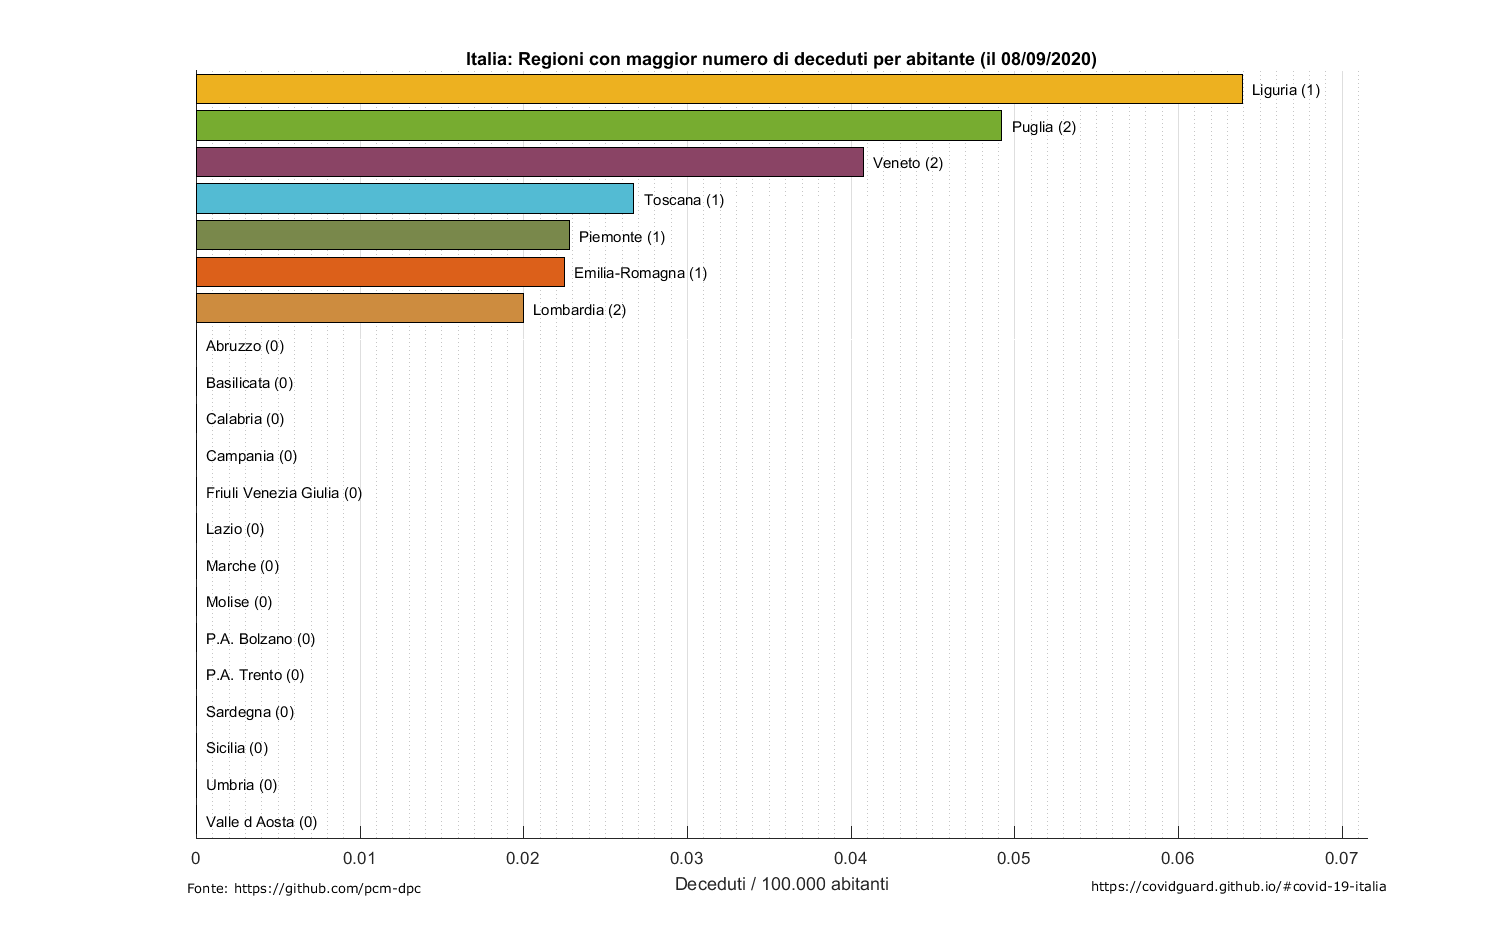 Italia: Regioni con maggior numero di deceduti per abitante (il 08/09/2020)
Liguria (1)
Puglia (2)
Veneto (2)
Toscana (1)
Piemonte (1)
Emilia-Romagna (1)
Lombardia (2)
Abruzzo (0)
Basilicata (0)
Calabria (0)
Campania (0)
Friuli Venezia Giulia (0)
Lazio (0)
Marche (0)
Molise (0)
P.A. Bolzano (0)
P.A. Trento (0)
Sardegna (0)
Sicilia (0)
Umbria (0)
Valle d Aosta (0)
0 0.01 0.02 0.03 0.04 0.05 0.06 0.07
Deceduti / 100.000 abitanti
Fonte: https://github.com/pcm-dpc
https://covidguard.github.io/#covid-19-italia